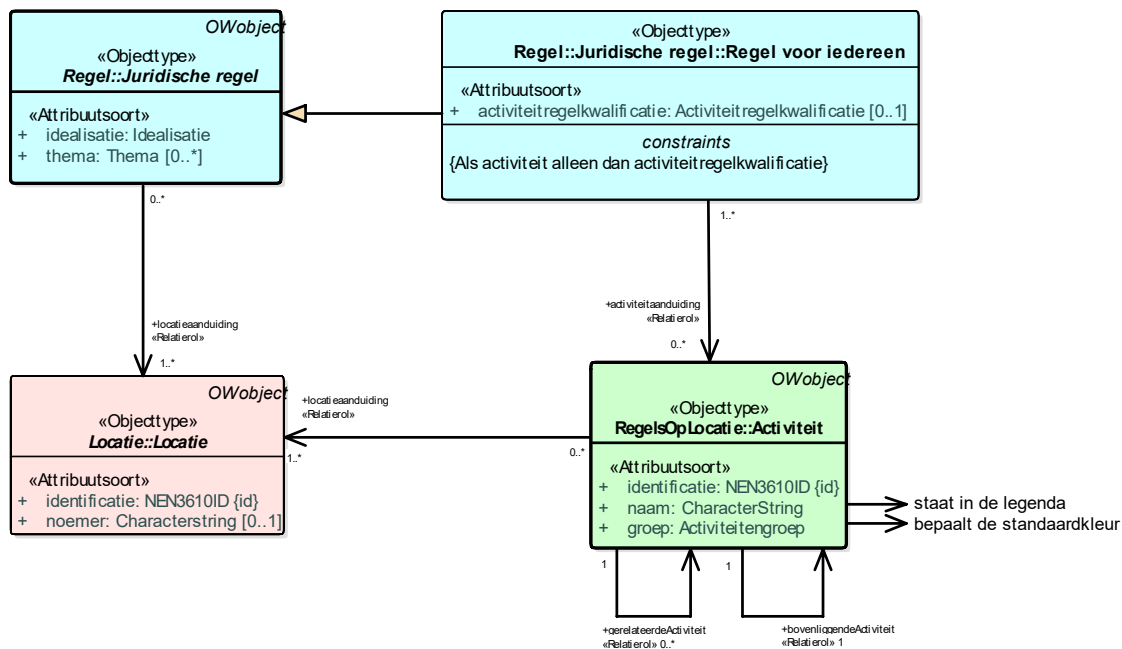 OWobject
«Objecttype»
Regel::Juridische regel
«Attribuutsoort»
+ idealisatie: Idealisatie
+ thema: Thema [0..*]
«Objecttype»
Regel::Juridische regel::Regel voor iedereen
«Attribuutsoort»
+ activiteitregelkwalificatie: Activiteitregelkwalificatie [0..1]
constraints
{Als activiteit alleen dan activiteitregelkwalificatie}
0..*
+locatieaanduiding
«Relatierol»
1..*
1..*
+activiteitaanduiding
«Relatierol»
0..*
OWobject
«Objecttype»
Locatie::Locatie
«Attribuutsoort»
+ identificatie: NEN3610ID {id}
+ noemer: Characterstring [0..1]
+locatieaanduiding
«Relatierol»
1..*
0..*
OWobject
«Objecttype»
RegelsOpLocatie::Activiteit
«Attribuutsoort»
+ identificatie: NEN3610ID {id}
+ naam: CharacterString
+ groep: Activiteitengroep
staat in de legenda
bepaalt de standaardkleur
1
+gerelateerdeActiviteit
«Relatierol» 0..*
1
+bovenliggendeActiviteit
«Relatierol» 1